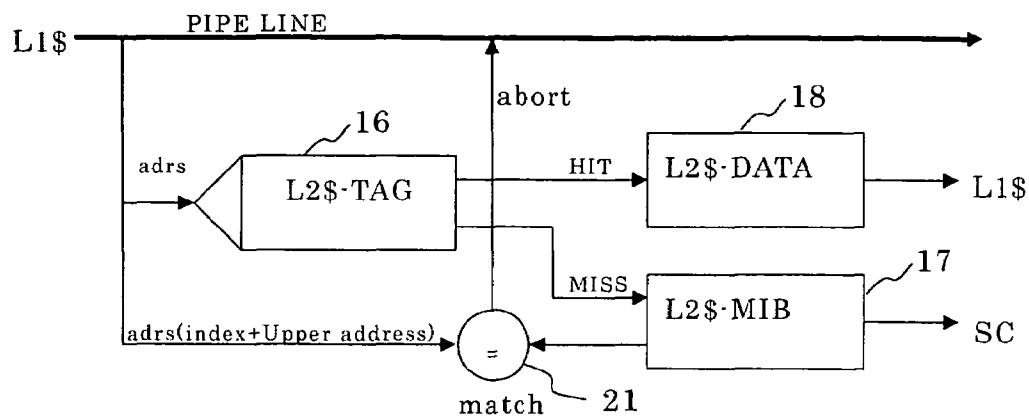 PIPE LINE
L1$
abort
16
18
adrs
L2$-TAG
HIT
L2$-DATA
L1$
17
MISS
L2$-MIB
adrs(index+Upper address)
=
SC
21
match